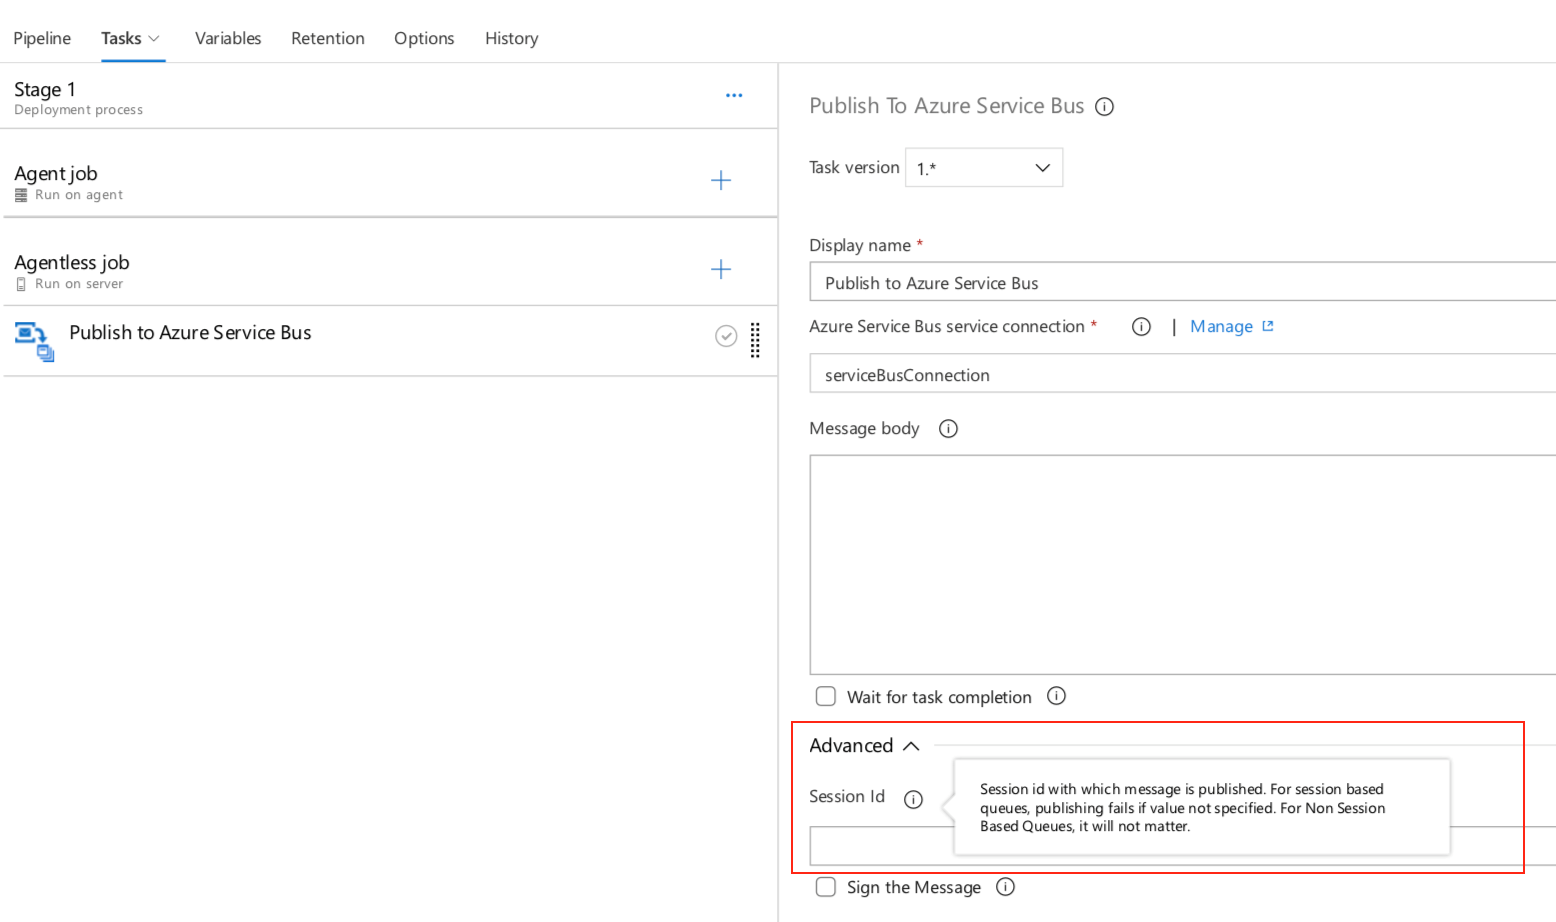 Pipeline Tasks Variables Retention Options History
Stage 1
Deployment process
Agent job
Run on agent
Agentless job
Run on server
Publish to Azure Service Bus
Publish To Azure Service Bus
Task version 1.*
Display name *
Publish to Azure Service Bus
Azure Service Bus service connection * | Manage
serviceBusConnection
Message body
Wait for task completion
Advanced
Session Id
Session id with which message is published. For session based
queues, publishing fails if value not specified. For Non Session
Based Queues, it will not matter.
Sign the Message